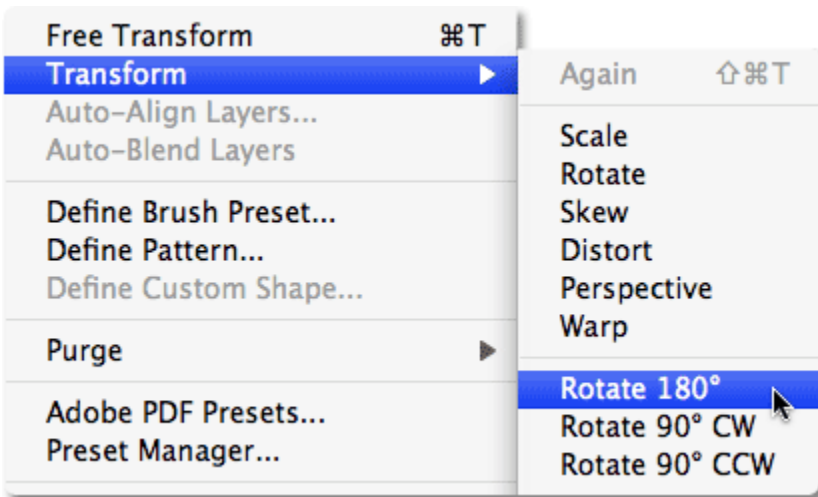 Free Transform ⌘T
Transform
Auto-Align Layers...
Auto-Blend Layers
Define Brush Preset...
Define Pattern...
Define Custom Shape...
Purge
Adobe PDF Presets...
Preset Manager...
Again ⇧⌘T
Scale
Rotate
Skew
Distort
Perspective
Warp
Rotate 180°
Rotate 90° CW
Rotate 90° CCW